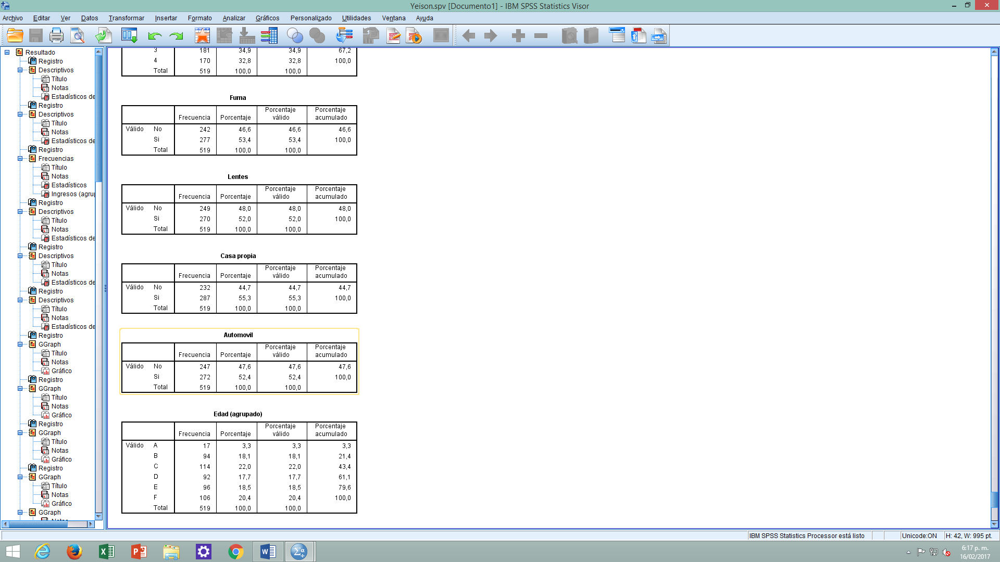 Yeison.spv [Documento1] - IBM SPSS Statistics Visor
Archivo Editar Ver Datos Transformar Insertar Formato Analizar Gráficos Personalizado Utilidades Ventana Ayuda
Resultado
Registro
Descriptivos
Título
Notas
Estadísticos de
Registro
Descriptivos
Título
Notas
Estadísticos de
Registro
Frecuencias
Título
Notas
Estadísticos
Ingresos (agru
Registro
Descriptivos
Título
Notas
Estadísticos de
Registro
Descriptivos
Título
Notas
Estadísticos de
Registro
Descriptivos
Título
Notas
Estadísticos de
Registro
GGraph
Título
Notas
Gráfico
Registro
GGraph
Título
Notas
Gráfico
Registro
GGraph
Título
Notas
Gráfico
Registro
GGraph
Título
Notas
Gráfico
GGraph
3 181 34,9 34,9 67,2
4 170 32,8 32,8 100,0
Total 519 100,0 100,0
Fuma
Frecuencia Porcentaje Porcentaje válido Porcentaje acumulado
Válido No 242 46,6 46,6 46,6
Si 277 53,4 53,4 100,0
Total 519 100,0 100,0
Lentes
Frecuencia Porcentaje Porcentaje válido Porcentaje acumulado
Válido No 249 48,0 48,0 48,0
Si 270 52,0 52,0 100,0
Total 519 100,0 100,0
Casa propia
Frecuencia Porcentaje Porcentaje válido Porcentaje acumulado
Válido No 232 44,7 44,7 44,7
Si 287 55,3 55,3 100,0
Total 519 100,0 100,0
Automovil
Frecuencia Porcentaje Porcentaje válido Porcentaje acumulado
Válido No 247 47,6 47,6 47,6
Si 272 52,4 52,4 100,0
Total 519 100,0 100,0
Edad (agrupado)
Frecuencia Porcentaje Porcentaje válido Porcentaje acumulado
Válido A 17 3,3 3,3 3,3
B 94 18,1 18,1 21,4
C 114 22,0 22,0 43,4
D 92 17,7 17,7 61,1
E 96 18,5 18,5 79,6
F 106 20,4 20,4 100,0
Total 519 100,0 100,0
IBM SPSS Statistics Processor está listo Unicode:ON H: 42, W: 995 pt.
6:17 p. m.
16/02/2017